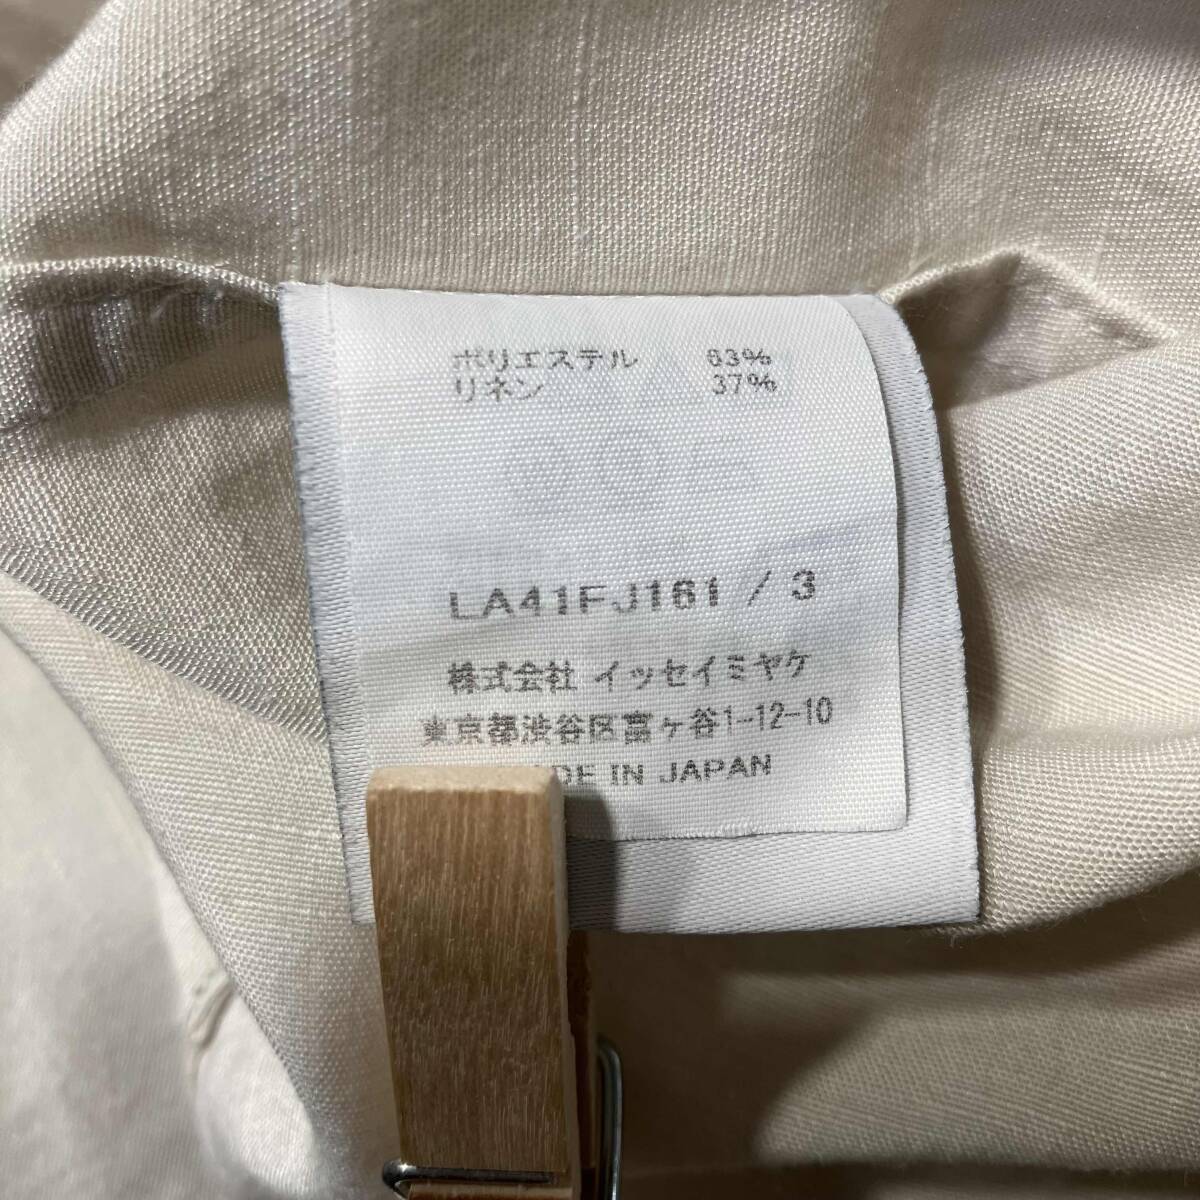 ポリエステル 63%
リネン 37%
LA41FJ161 / 3
株式会社 イッセイミヤケ
東京都渋谷区富ヶ谷1-12-10
DE IN JAPAN